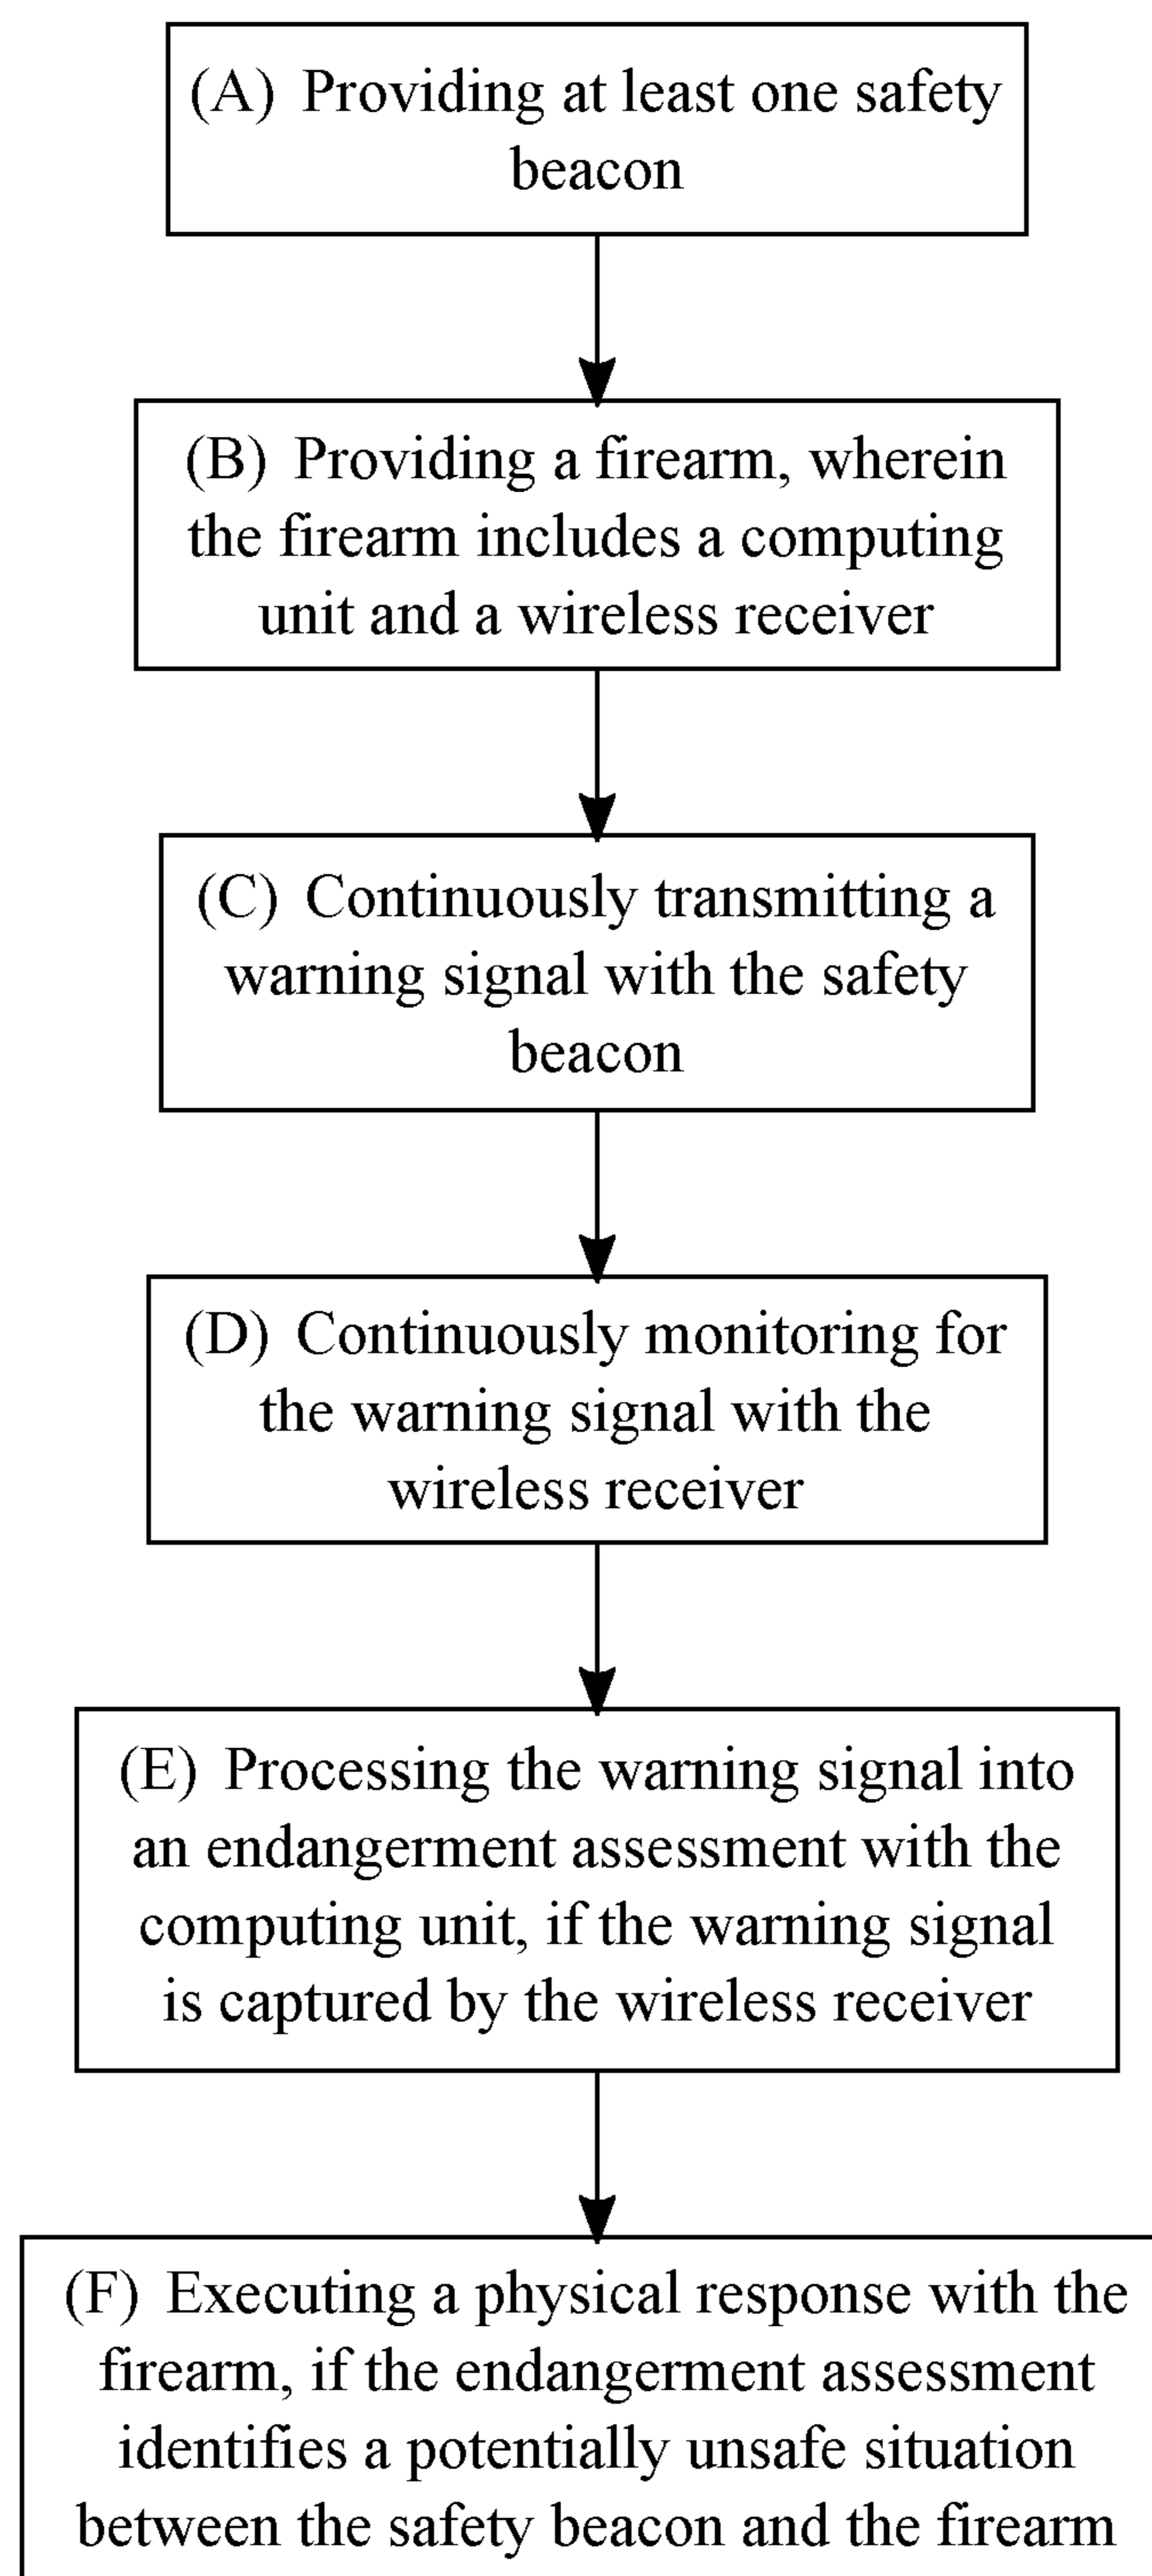 (A) Providing at least one safety
beacon
(B) Providing a firearm, wherein
the firearm includes a computing
unit and a wireless receiver
(C) Continuously transmitting a
warning signal with the safety
beacon
(D) Continuously monitoring for
the warning signal with the
wireless receiver
(E) Processing the warning signal into
an endangerment assessment with the
computing unit, if the warning signal
is captured by the wireless receiver
(F) Executing a physical response with the
firearm, if the endangerment assessment
identifies a potentially unsafe situation
between the safety beacon and the firearm